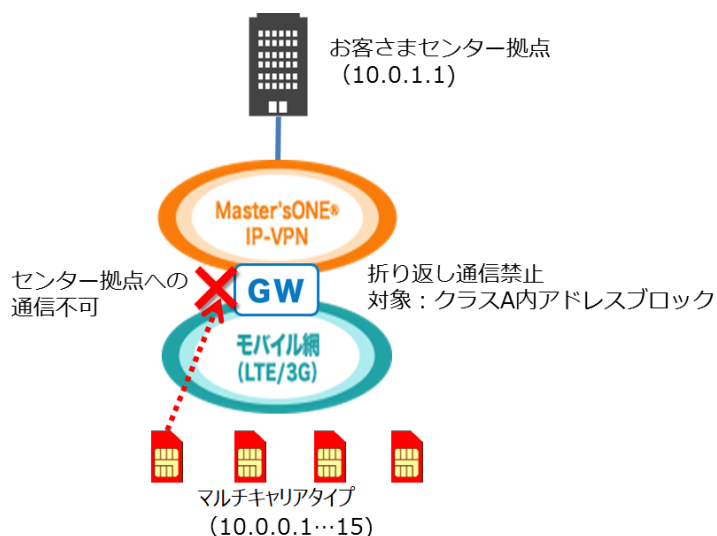 お客さまセンター拠点
（10.0.1.1)
Master'sONE®
IP-VPN
センター拠点への
通信不可
GW
折り返し通信禁止
対象：クラスA内アドレスブロック
モバイル網
(LTE/3G)
マルチキャリアタイプ
（10.0.0.1…15)